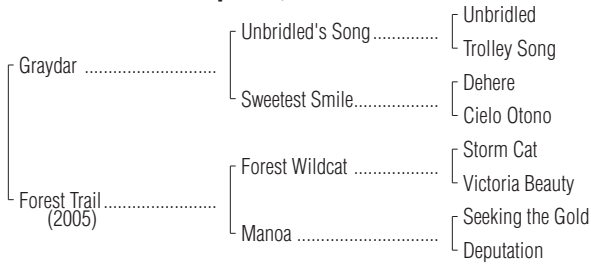 Graydar
Unbridled's Song
Unbridled
Trolley Song
Sweetest Smile
Dehere
Cielo Otono
Forest Trail
(2005)
Forest Wildcat
Storm Cat
Victoria Beauty
Manoa
Seeking the Gold
Deputation